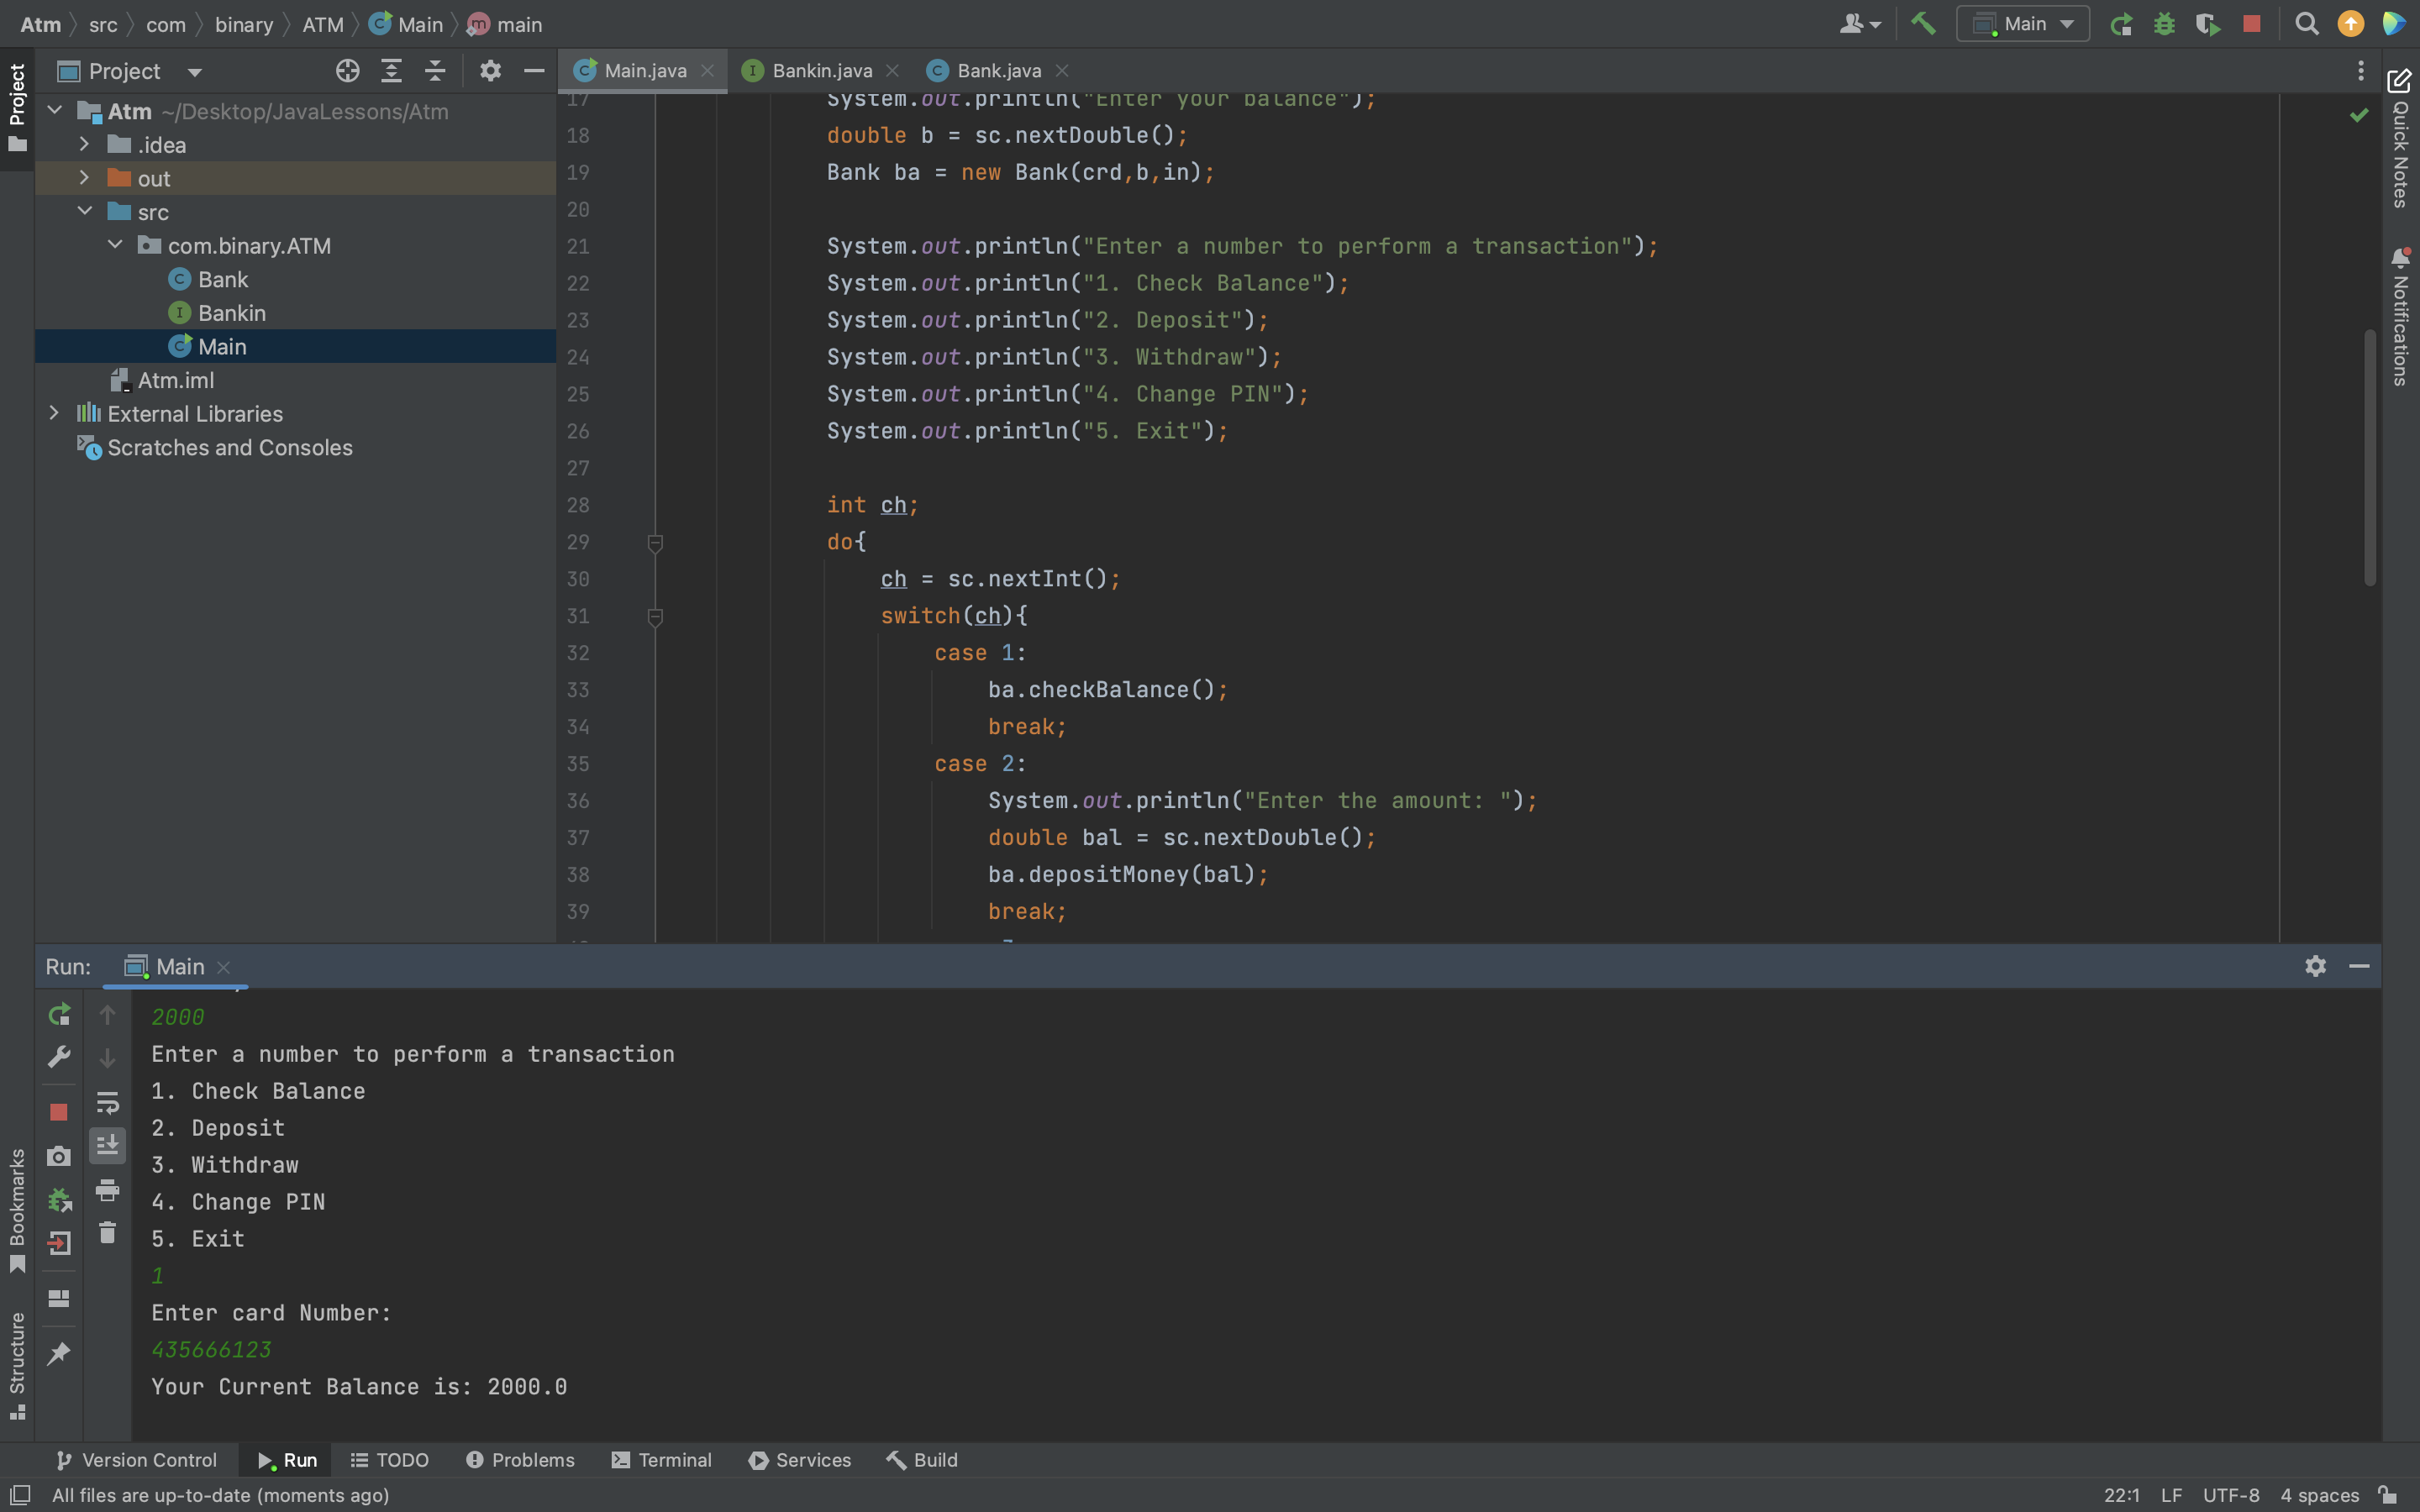 Atm src com binary ATM Main main
Main
Project
Main.java Bankin.java Bank.java
Project
Atm ~/Desktop/JavaLessons/Atm
.idea
out
src
com.binary.ATM
Bank
Bankin
Main
Atm.iml
External Libraries
Scratches and Consoles
17 System.out.println("Enter your balance");
18 double b = sc.nextDouble();
19 Bank ba = new Bank(crd,b,in);
20
21 System.out.println("Enter a number to perform a transaction");
22 System.out.println("1. Check Balance");
23 System.out.println("2. Deposit");
24 System.out.println("3. Withdraw");
25 System.out.println("4. Change PIN");
26 System.out.println("5. Exit");
27
28 int ch;
29 do{
30 ch = sc.nextInt();
31 switch(ch){
32 case 1:
33 ba.checkBalance();
34 break;
35 case 2:
36 System.out.println("Enter the amount: ");
37 double bal = sc.nextDouble();
38 ba.depositMoney(bal);
39 break;
Quick Notes
Notifications
Run: Main
2000
Enter a number to perform a transaction
1. Check Balance
2. Deposit
3. Withdraw
4. Change PIN
5. Exit
1
Enter card Number:
435666123
Your Current Balance is: 2000.0
Bookmarks
Structure
Version Control Run TODO Problems Terminal Services Build
All files are up-to-date (moments ago)
22:1 LF UTF-8 4 spaces